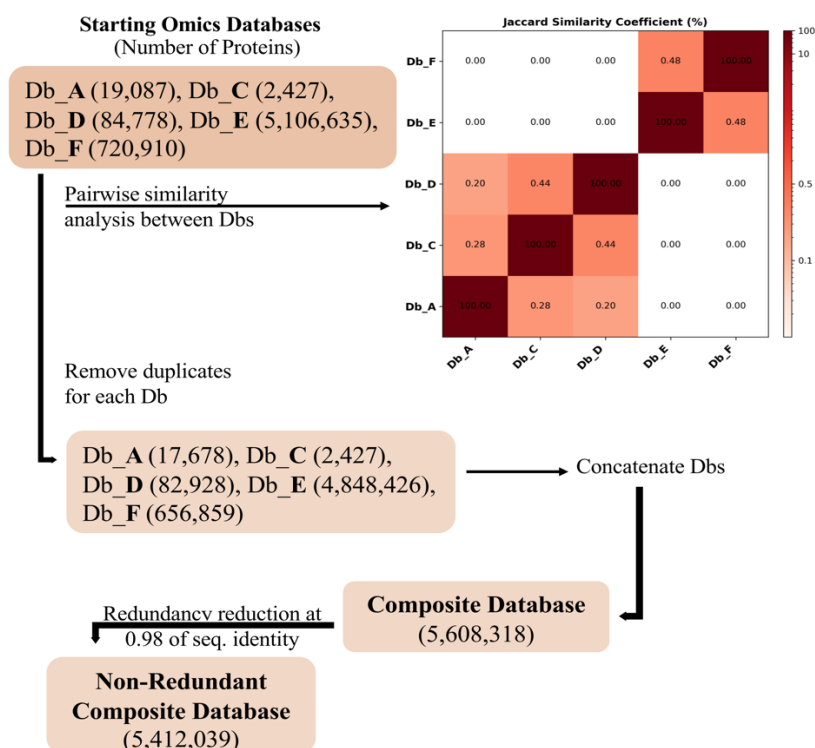 Starting Omics Databases
(Number of Proteins)
Db_A (19,087), Db_C (2,427),
Db_D (84,778), Db_E (5,106,635),
Db_F (720,910)
Pairwise similarity
analysis between Dbs
Jaccard Similarity Coefficient (%)
Db_F 0.00 0.00 0.00 0.48 100.00
Db_E 0.00 0.00 0.00 100.00 0.48
Db_D 0.20 0.44 100.00 0.00 0.00
Db_C 0.28 100.00 0.44 0.00 0.00
Db_A 100.00 0.28 0.20 0.00 0.00
Db_A Db_C Db_D Db_E Db_F
100
10
0.5
0.1
Remove duplicates
for each Db
Db_A (17,678), Db_C (2,427),
Db_D (82,928), Db_E (4,848,426),
Db_F (656,859)
Concatenate Dbs
Composite Database
(5,608,318)
Redundancy reduction at
0.98 of seq. identity
Non-Redundant
Composite Database
(5,412,039)